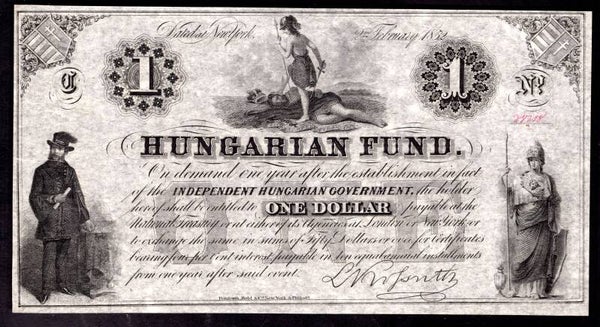 Dated at New York, 2nd February 1852
1
1
C
No
HUNGARIAN FUND.
On demand one year after the establishment in fact
of the INDEPENDENT HUNGARIAN GOVERNMENT, the holder
hereof shall be entitled to ONE DOLLAR payable at the
National Treasury or at either of its Agencies at London or New York, or
to exchange the same in sums of Fifty Dollars or over for Certificates
bearing four per Cent interest, payable in ten equal annual instalments
from one year after said event.
L Kossuth